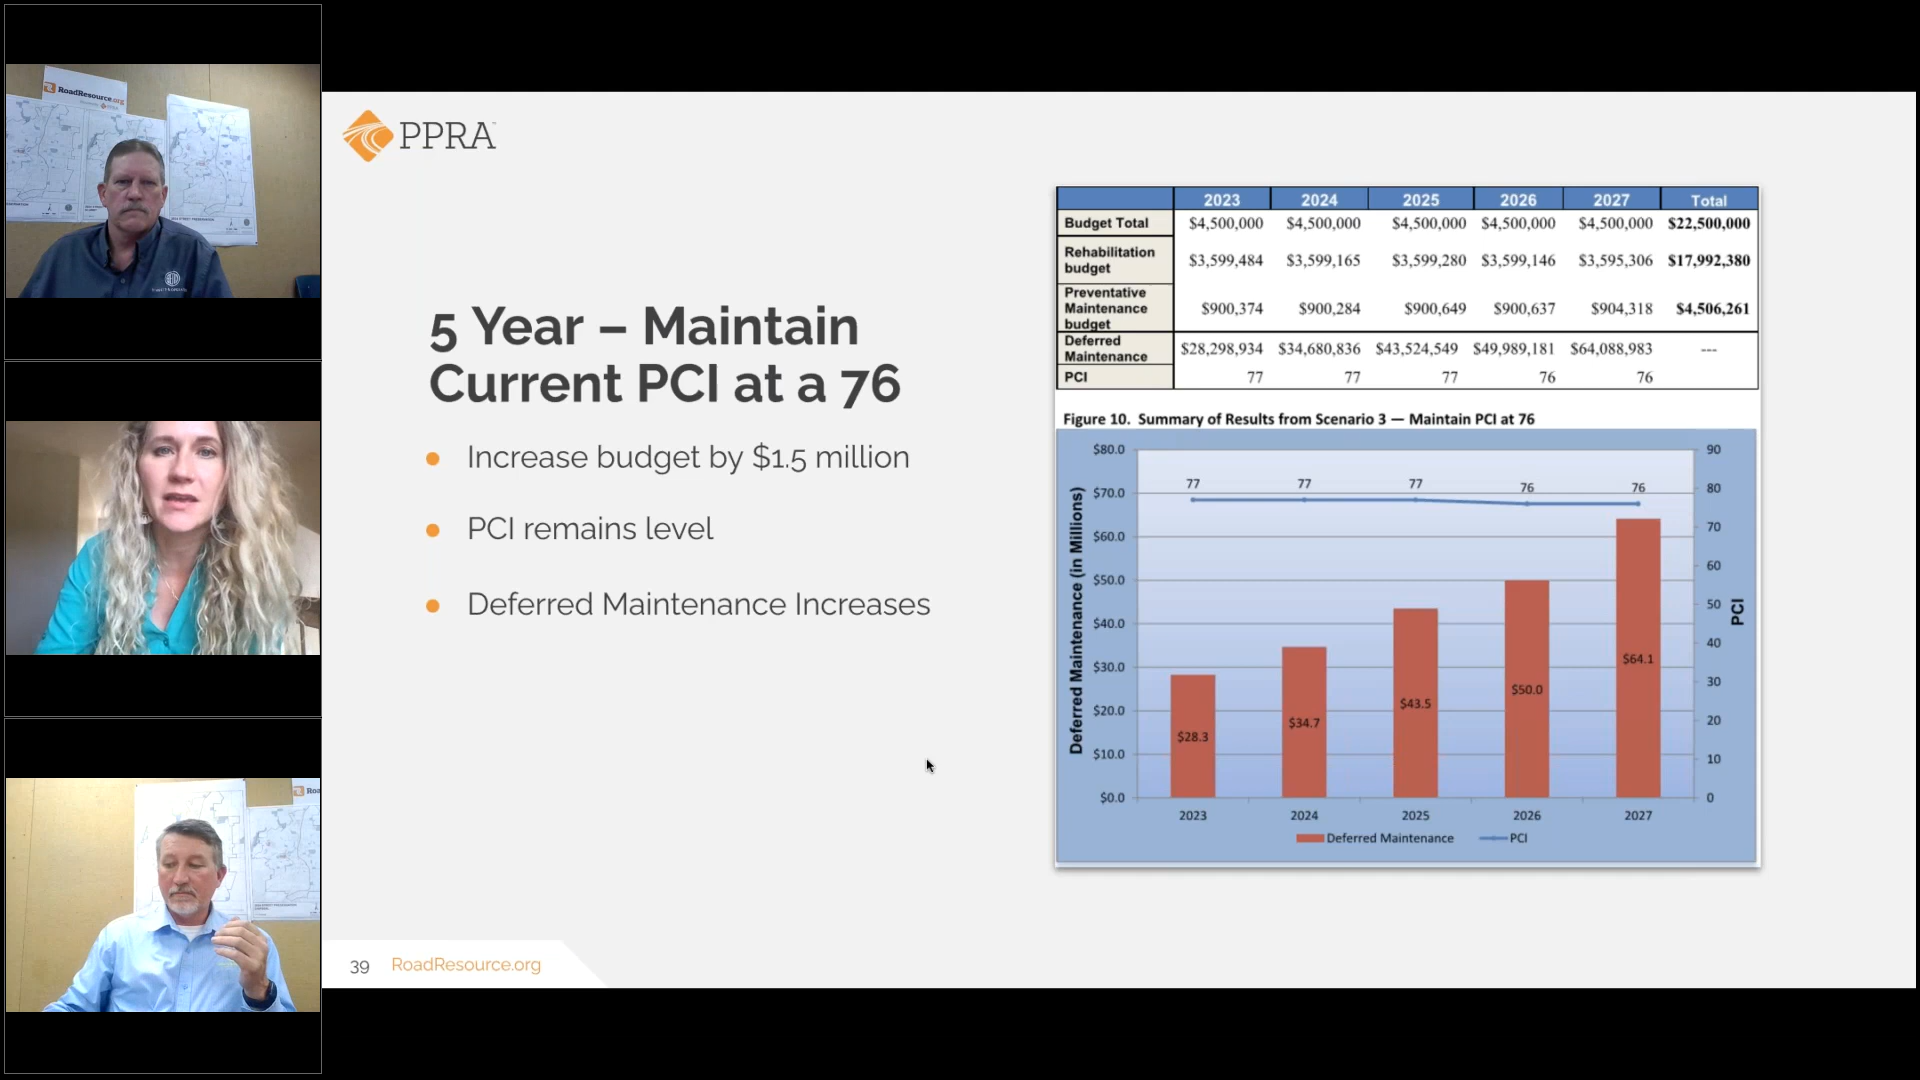 RoadResource.org
PPRA
5 Year – Maintain
Current PCI at a 76
Increase budget by $1.5 million
PCI remains level
Deferred Maintenance Increases
2023 2024 2025 2026 2027 Total
Budget Total $4,500,000 $4,500,000 $4,500,000 $4,500,000 $4,500,000 $22,500,000
Rehabilitation
budget $3,599,484 $3,599,165 $3,599,280 $3,599,146 $3,595,306 $17,992,380
Preventative
Maintenance
budget $900,374 $900,284 $900,649 $900,637 $904,318 $4,506,261
Deferred
Maintenance $28,298,934 $34,680,836 $43,524,549 $49,989,181 $64,088,983 ---
PCI 77 77 77 76 76
Figure 10. Summary of Results from Scenario 3 — Maintain PCI at 76
Deferred Maintenance (in Millions)
$80.0
$70.0
$60.0
$50.0
$40.0
$30.0
$20.0
$10.0
$0.0
77 77 77 76 76
$28.3 $34.7 $43.5 $50.0 $64.1
90
80
70
60
50
40
30
20
10
0
PCI
2023 2024 2025 2026 2027
Deferred Maintenance PCI
39 RoadResource.org